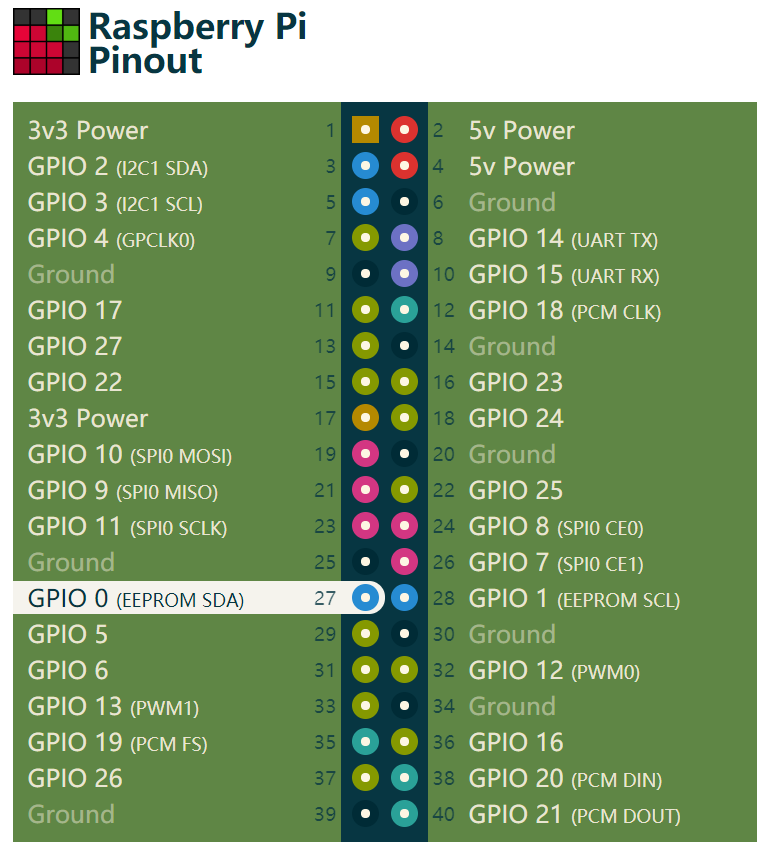 Raspberry Pi
Pinout
3v3 Power 1 2 5v Power
GPIO 2 (I2C1 SDA) 3 4 5v Power
GPIO 3 (I2C1 SCL) 5 6 Ground
GPIO 4 (GPCLK0) 7 8 GPIO 14 (UART TX)
Ground 9 10 GPIO 15 (UART RX)
GPIO 17 11 12 GPIO 18 (PCM CLK)
GPIO 27 13 14 Ground
GPIO 22 15 16 GPIO 23
3v3 Power 17 18 GPIO 24
GPIO 10 (SPI0 MOSI) 19 20 Ground
GPIO 9 (SPI0 MISO) 21 22 GPIO 25
GPIO 11 (SPI0 SCLK) 23 24 GPIO 8 (SPI0 CE0)
Ground 25 26 GPIO 7 (SPI0 CE1)
GPIO 0 (EEPROM SDA) 27 28 GPIO 1 (EEPROM SCL)
GPIO 5 29 30 Ground
GPIO 6 31 32 GPIO 12 (PWM0)
GPIO 13 (PWM1) 33 34 Ground
GPIO 19 (PCM FS) 35 36 GPIO 16
GPIO 26 37 38 GPIO 20 (PCM DIN)
Ground 39 40 GPIO 21 (PCM DOUT)